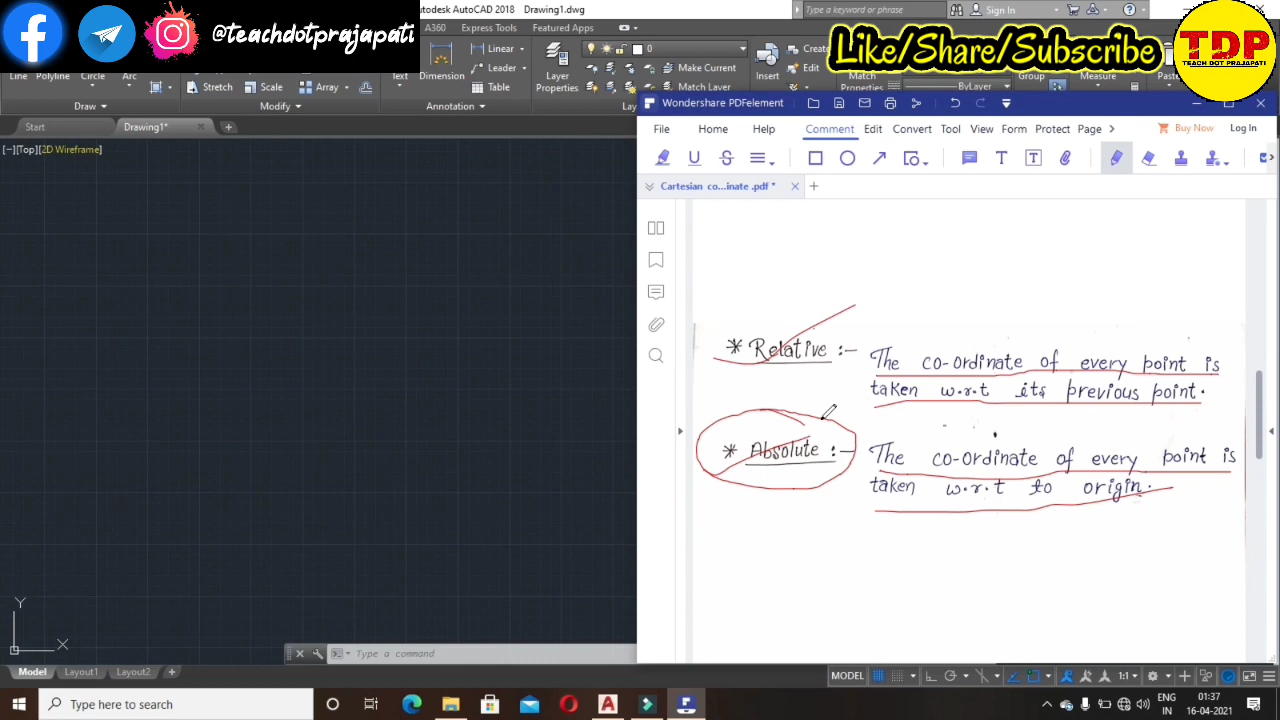 utodesk AutoCAD 2018 Drawing1.dwg
Type a keyword or phrase
Sign In
@teachdotprajapati
Like/Share/Subscribe
TDP
TEACH DOT PRAJAPATI
Express Tools Featured Apps
Linear
Leader
Table
0
Make Current
Match Layer
Line Polyline Circle Arc
Stretch Scale Array
Dimension
Layer
Properties
Insert
Create
Edit
Match
Properties
ByLayer
Group
Measure
Draw
Modify
Annotation
Start
Drawing1*
[−][Top][2D Wireframe]
Wondershare PDFelement
File Home Help Comment Edit Convert Tool View Form Protect Page
Buy Now
Log In
Cartesian co...inate .pdf *
* Relative :- The co-ordinate of every point is
taken w.r.t its previous point.
* Absolute :- The co-ordinate of every point is
taken w.r.t to origin.
Y
X
Type a command
Model Layout1 Layout2 +
MODEL
1:1
Type here to search
ENG
IN
01:37
16-04-2021